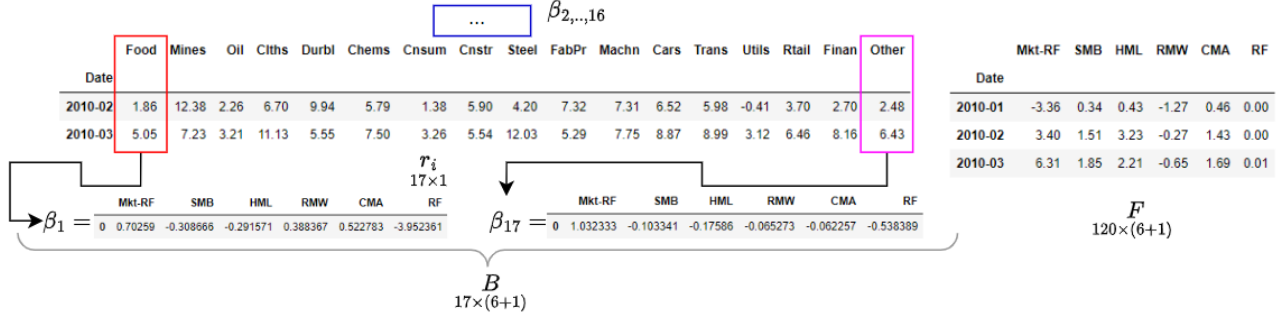 ... β2,..,16
Food Mines Oil Clths Durbl Chems Cnsum Cnstr Steel FabPr Machn Cars Trans Utils Rtail Finan Other
Date
2010-02 1.86 12.38 2.26 6.70 9.94 5.79 1.38 5.90 4.20 7.32 7.31 6.52 5.98 -0.41 3.70 2.70 2.48
2010-03 5.05 7.23 3.21 11.13 5.55 7.50 3.26 5.54 12.03 5.29 7.75 8.87 8.99 3.12 6.46 8.16 6.43
Mkt-RF SMB HML RMW CMA RF
Date
2010-01 -3.36 0.34 0.43 -1.27 0.46 0.00
2010-02 3.40 1.51 3.23 -0.27 1.43 0.00
2010-03 6.31 1.85 2.21 -0.65 1.69 0.01
ri
17×1
Mkt-RF SMB HML RMW CMA RF
β1 = 0 0.70259 -0.308666 -0.291571 0.388367 0.522783 -3.952361
Mkt-RF SMB HML RMW CMA RF
β17 = 0 1.032333 -0.103341 -0.17586 -0.065273 -0.062257 -0.538389
F
120×(6+1)
B
17×(6+1)